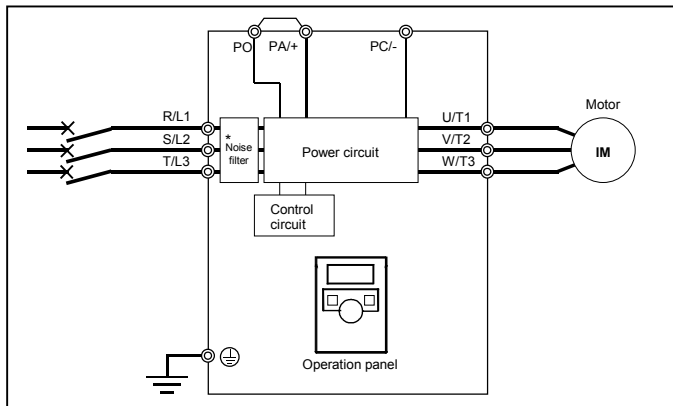 PO
PA/+
PC/-
R/L1
S/L2
T/L3
*
Noise
filter
Power circuit
Control
circuit
U/T1
V/T2
W/T3
Motor
IM
Operation panel